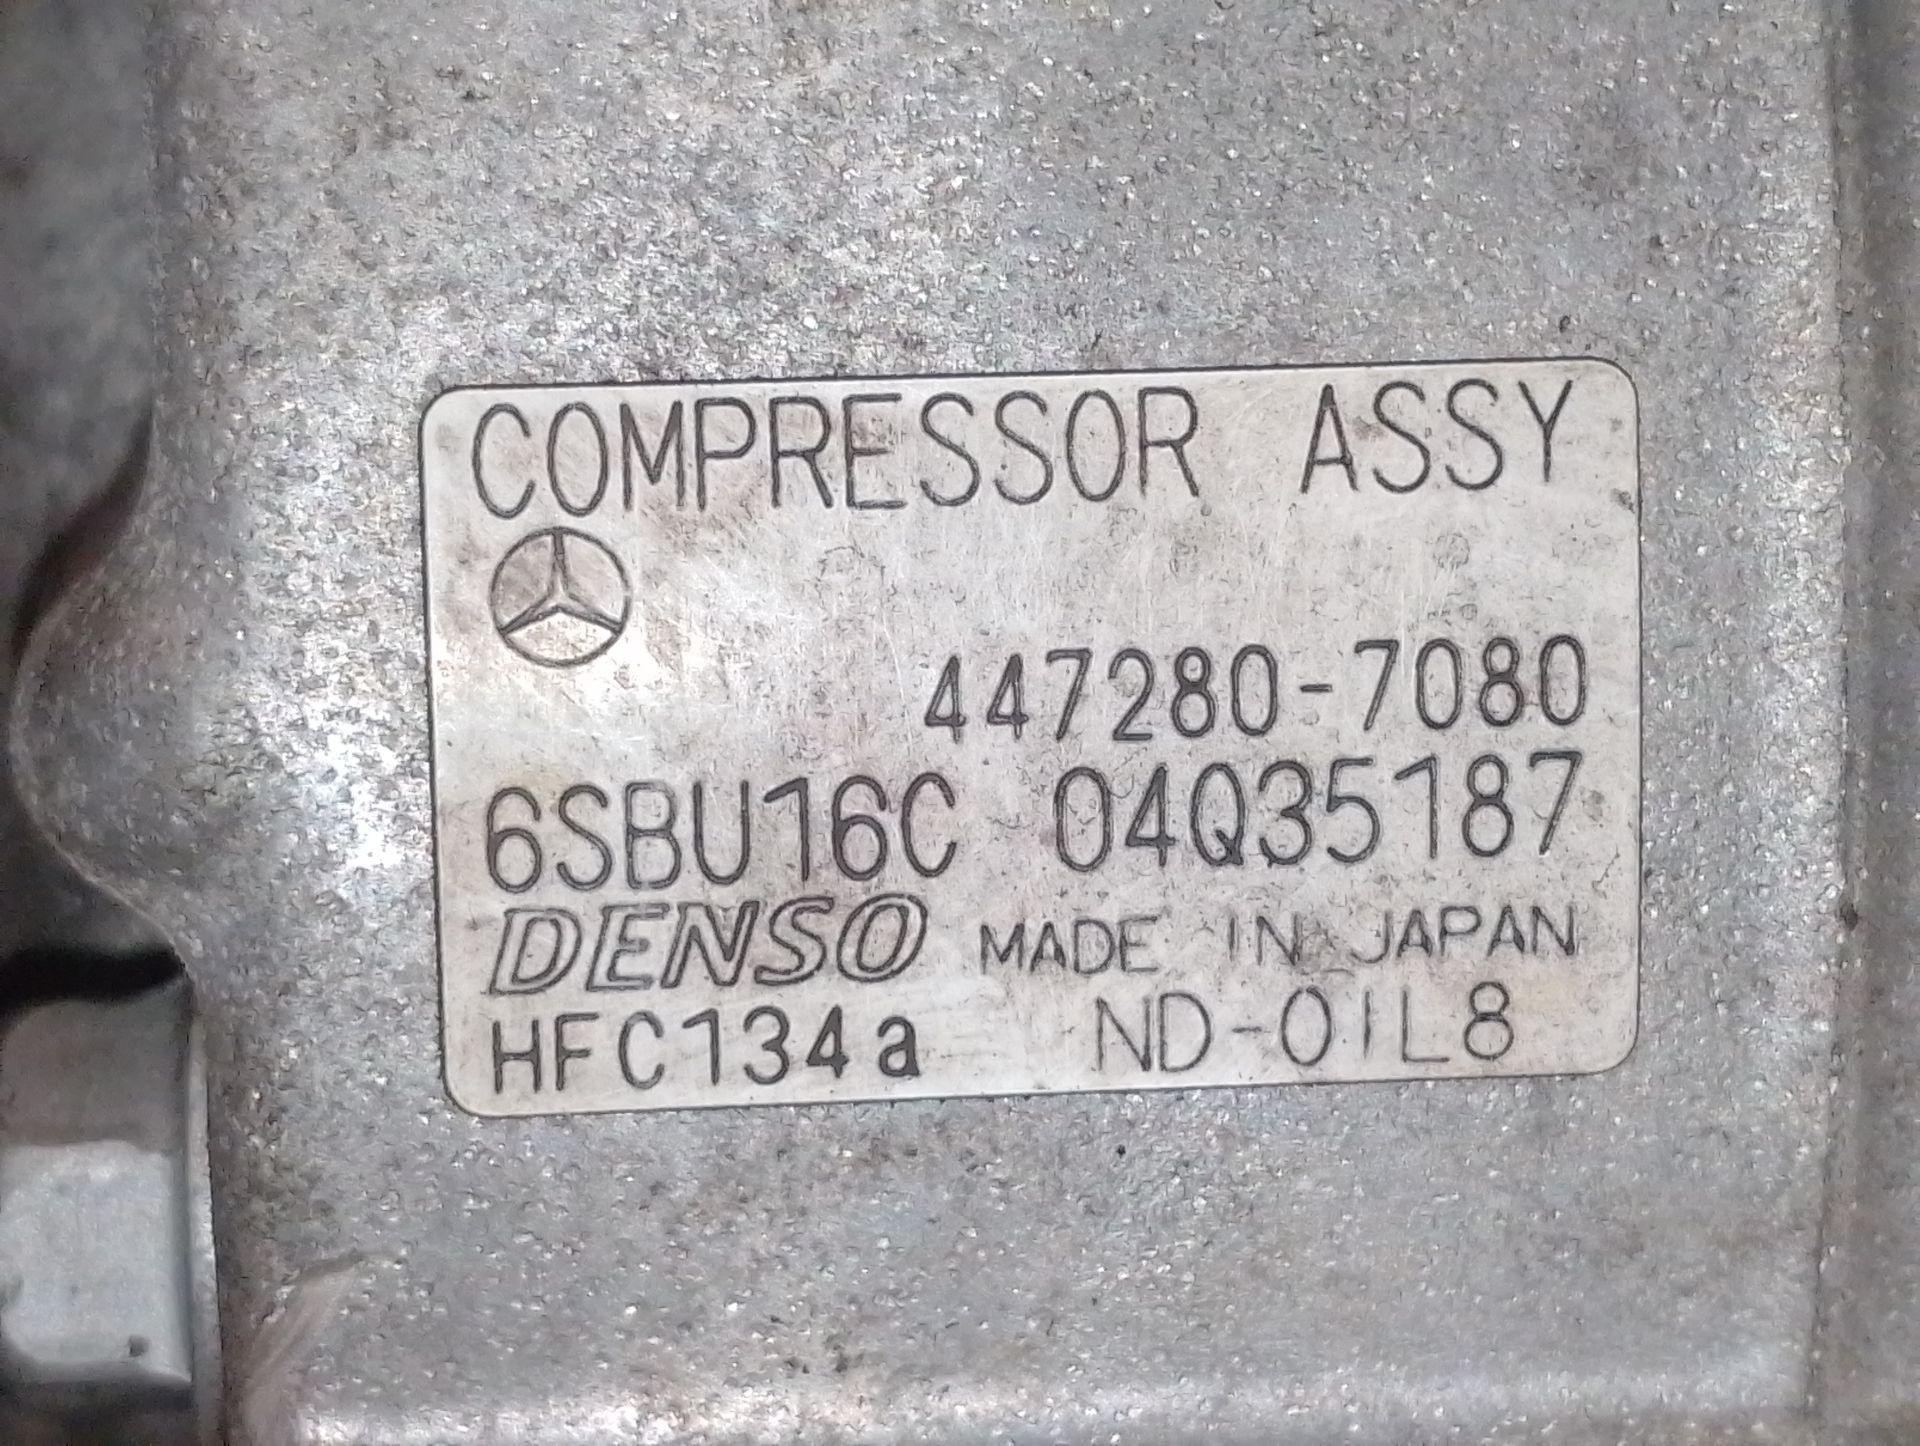 COMPRESSOR ASSY
447280-7080
6SBU16C 04Q35187
DENSO MADE IN JAPAN
HFC134a ND-OIL8